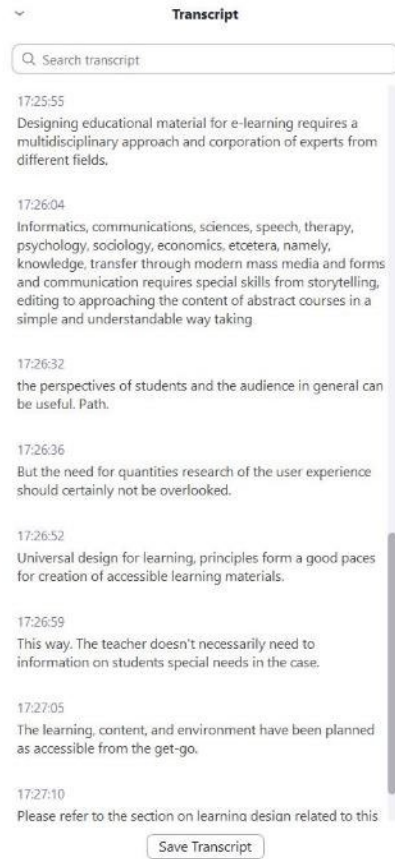 Transcript
Search transcript
17:25:55
Designing educational material for e-learning requires a
multidisciplinary approach and corporation of experts from
different fields.
17:26:04
Informatics, communications, sciences, speech, therapy,
psychology, sociology, economics, etcetera, namely,
knowledge, transfer through modern mass media and forms
and communication requires special skills from storytelling,
editing to approaching the content of abstract courses in a
simple and understandable way taking
17:26:32
the perspectives of students and the audience in general can
be useful. Path.
17:26:36
But the need for quantities research of the user experience
should certainly not be overlooked.
17:26:52
Universal design for learning, principles form a good paces
for creation of accessible learning materials.
17:26:59
This way. The teacher doesn't necessarily need to
information on students special needs in the case.
17:27:05
The learning, content, and environment have been planned
as accessible from the get-go.
17:27:10
Please refer to the section on learning design related to this
Save Transcript